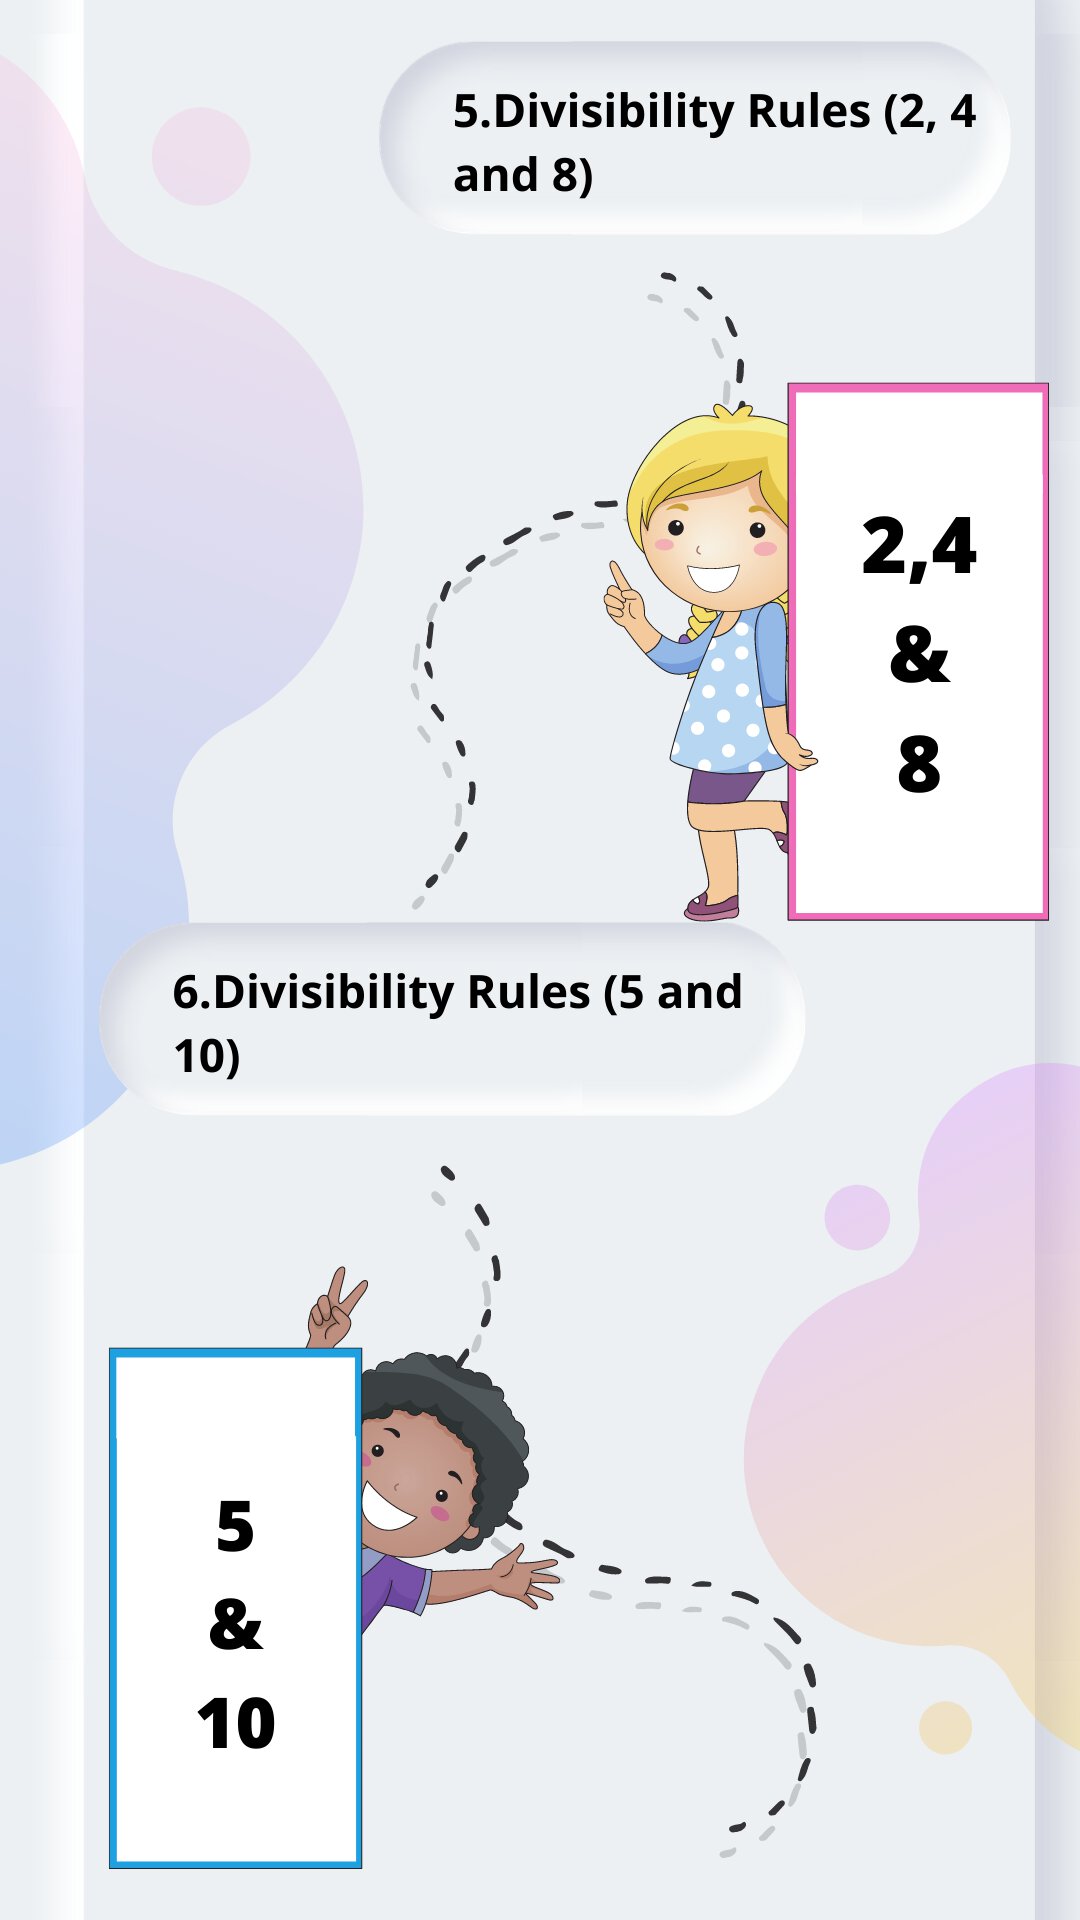 5.Divisibility Rules (2, 4
and 8)
2,4
&
8
6.Divisibility Rules (5 and
10)
5
&
10